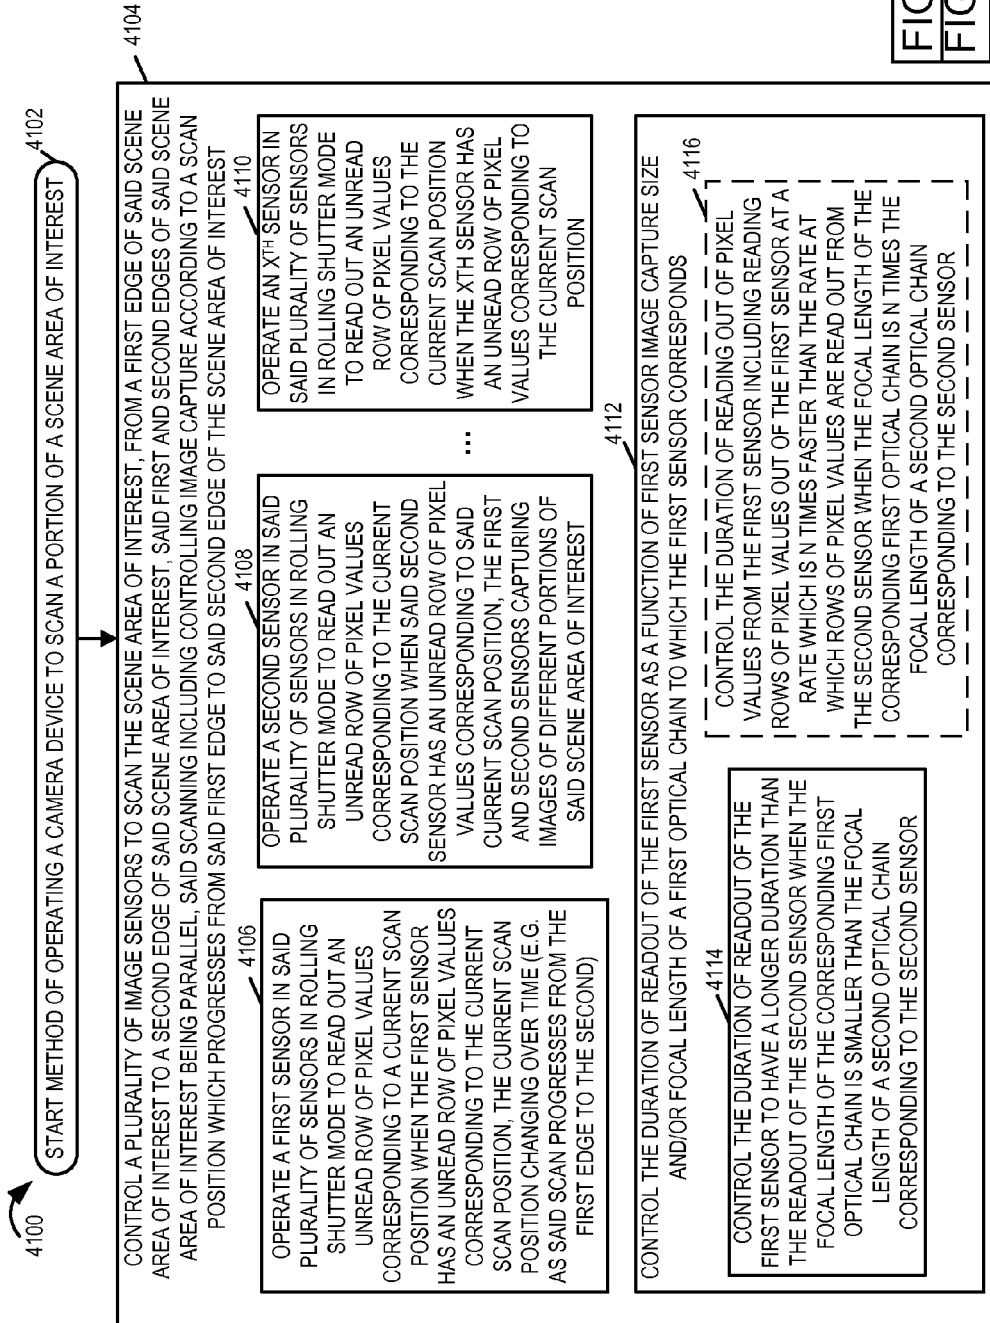 4100
START METHOD OF OPERATING A CAMERA DEVICE TO SCAN A PORTION OF A SCENE AREA OF INTEREST
4102
4104
CONTROL A PLURALITY OF IMAGE SENSORS TO SCAN THE SCENE AREA OF INTEREST, FROM A FIRST EDGE OF SAID SCENE
AREA OF INTEREST TO A SECOND EDGE OF SAID SCENE AREA OF INTEREST, SAID FIRST AND SECOND EDGES OF SAID SCENE
AREA OF INTEREST BEING PARALLEL, SAID SCANNING INCLUDING CONTROLLING IMAGE CAPTURE ACCORDING TO A SCAN
POSITION WHICH PROGRESSES FROM SAID FIRST EDGE TO SAID SECOND EDGE OF THE SCENE AREA OF INTEREST
4106
OPERATE A FIRST SENSOR IN SAID
PLURALITY OF SENSORS IN ROLLING
SHUTTER MODE TO READ OUT AN
UNREAD ROW OF PIXEL VALUES
CORRESPONDING TO A CURRENT SCAN
POSITION WHEN THE FIRST SENSOR
HAS AN UNREAD ROW OF PIXEL VALUES
CORRESPONDING TO THE CURRENT
SCAN POSITION, THE CURRENT SCAN
POSITION CHANGING OVER TIME (E.G.
AS SAID SCAN PROGRESSES FROM THE
FIRST EDGE TO THE SECOND)
4108
OPERATE A SECOND SENSOR IN SAID
PLURALITY OF SENSORS IN ROLLING
SHUTTER MODE TO READ OUT AN
UNREAD ROW OF PIXEL VALUES
CORRESPONDING TO THE CURRENT
SCAN POSITION WHEN SAID SECOND
SENSOR HAS AN UNREAD ROW OF PIXEL
VALUES CORRESPONDING TO SAID
CURRENT SCAN POSITION, THE FIRST
AND SECOND SENSORS CAPTURING
IMAGES OF DIFFERENT PORTIONS OF
SAID SCENE AREA OF INTEREST
...
4110
OPERATE AN XTH SENSOR IN
SAID PLURALITY OF SENSORS
IN ROLLING SHUTTER MODE
TO READ OUT AN UNREAD
ROW OF PIXEL VALUES
CORRESPONDING TO THE
CURRENT SCAN POSITION
WHEN THE XTH SENSOR HAS
AN UNREAD ROW OF PIXEL
VALUES CORRESPONDING TO
THE CURRENT SCAN
POSITION
4112
CONTROL THE DURATION OF READOUT OF THE FIRST SENSOR AS A FUNCTION OF FIRST SENSOR IMAGE CAPTURE SIZE
AND/OR FOCAL LENGTH OF A FIRST OPTICAL CHAIN TO WHICH THE FIRST SENSOR CORRESPONDS
4114
CONTROL THE DURATION OF READOUT OF THE
FIRST SENSOR TO HAVE A LONGER DURATION THAN
THE READOUT OF THE SECOND SENSOR WHEN THE
FOCAL LENGTH OF THE CORRESPONDING FIRST
OPTICAL CHAIN IS SMALLER THAN THE FOCAL
LENGTH OF A SECOND OPTICAL CHAIN
CORRESPONDING TO THE SECOND SENSOR
4116
CONTROL THE DURATION OF READING OUT OF PIXEL
VALUES FROM THE FIRST SENSOR INCLUDING READING
ROWS OF PIXEL VALUES OUT OF THE FIRST SENSOR AT A
RATE WHICH IS N TIMES FASTER THAN THE RATE AT
WHICH ROWS OF PIXEL VALUES ARE READ OUT FROM
THE SECOND SENSOR WHEN THE FOCAL LENGTH OF THE
CORRESPONDING FIRST OPTICAL CHAIN IS N TIMES THE
FOCAL LENGTH OF A SECOND OPTICAL CHAIN
CORRESPONDING TO THE SECOND SENSOR
FIG
FIG